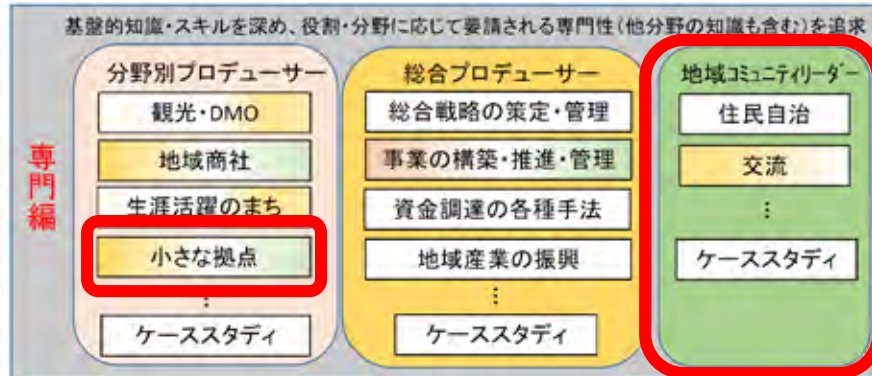 基盤的知識・スキルを深め、役割・分野に応じて要請される専門性(他分野の知識も含む)を追求
専門編
分野別プロデューサー
観光・DMO
地域商社
生涯活躍のまち
小さな拠点
⋮
ケーススタディ
総合プロデューサー
総合戦略の策定・管理
事業の構築・推進・管理
資金調達の各種手法
地域産業の振興
⋮
ケーススタディ
地域コミュニティリーダー
住民自治
交流
⋮
ケーススタディ